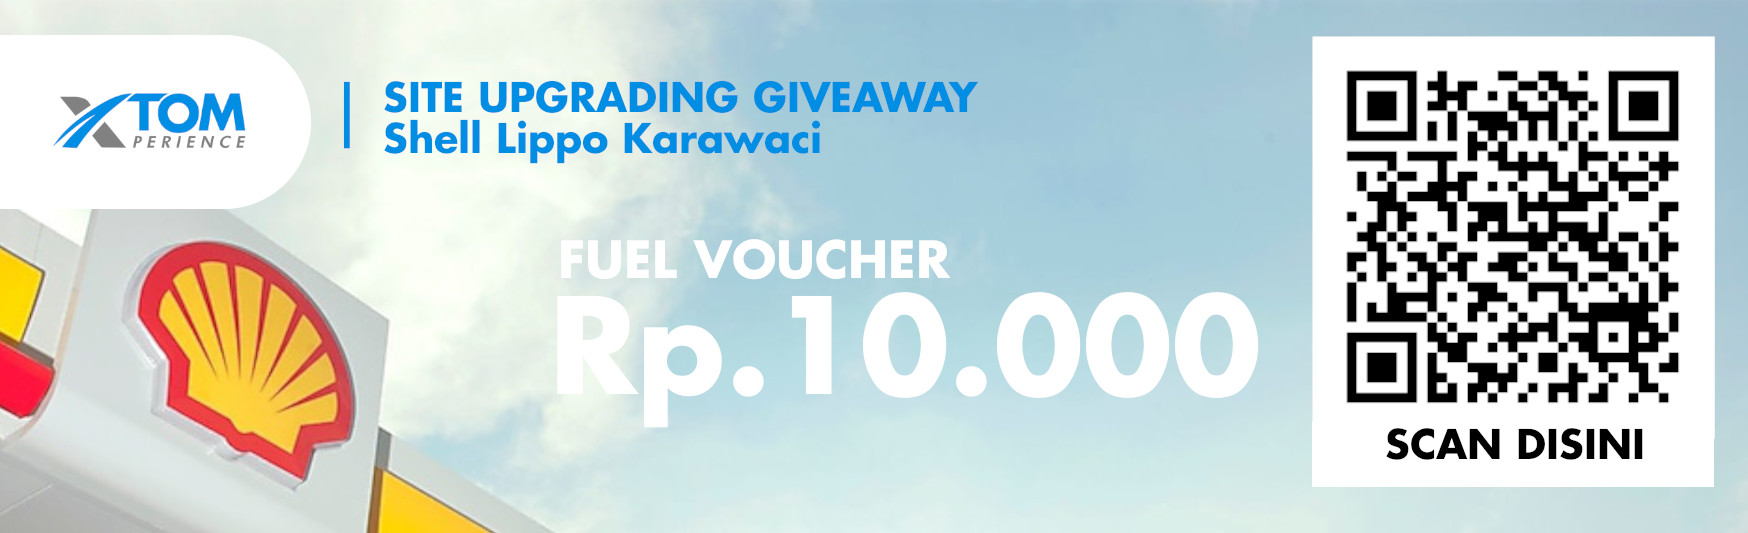 XTOM
PERIENCE
SITE UPGRADING GIVEAWAY
Shell Lippo Karawaci
FUEL VOUCHER
Rp.10.000
SCAN DISINI